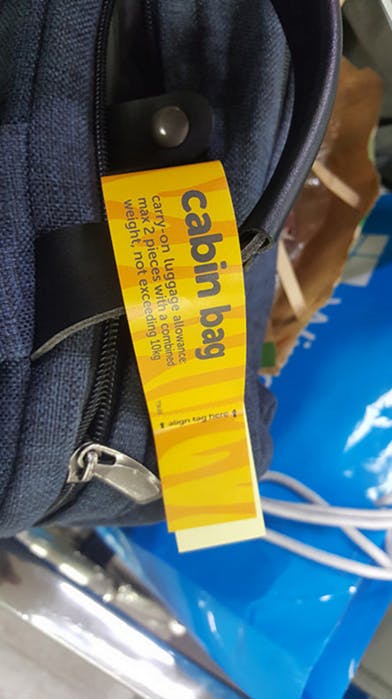 cabin bag
carry-on luggage allowance:
max 2 pieces with a combined
weight, not exceeding 10kg
align tag here